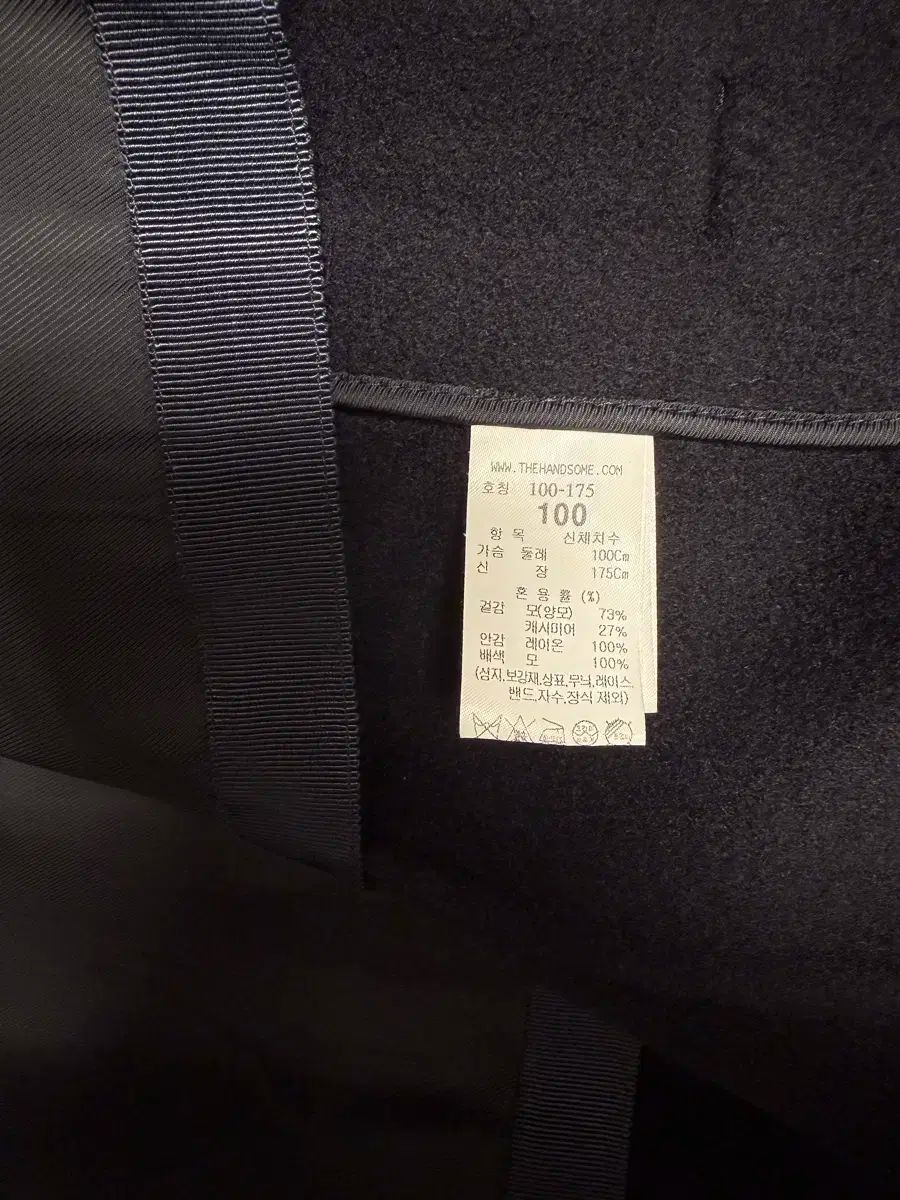 WWW.THEHANDSOME.COM
호칭 100-175
100
항 목 신체치수
가슴 둘레 100Cm
신 장 175Cm
혼 용 률 (%)
겉감 모(양모) 73%
캐시미어 27%
안감 레이온 100%
배색 모 100%
(심지,보강재,상표,무늬,레이스,
밴드,자수,장식 제외)